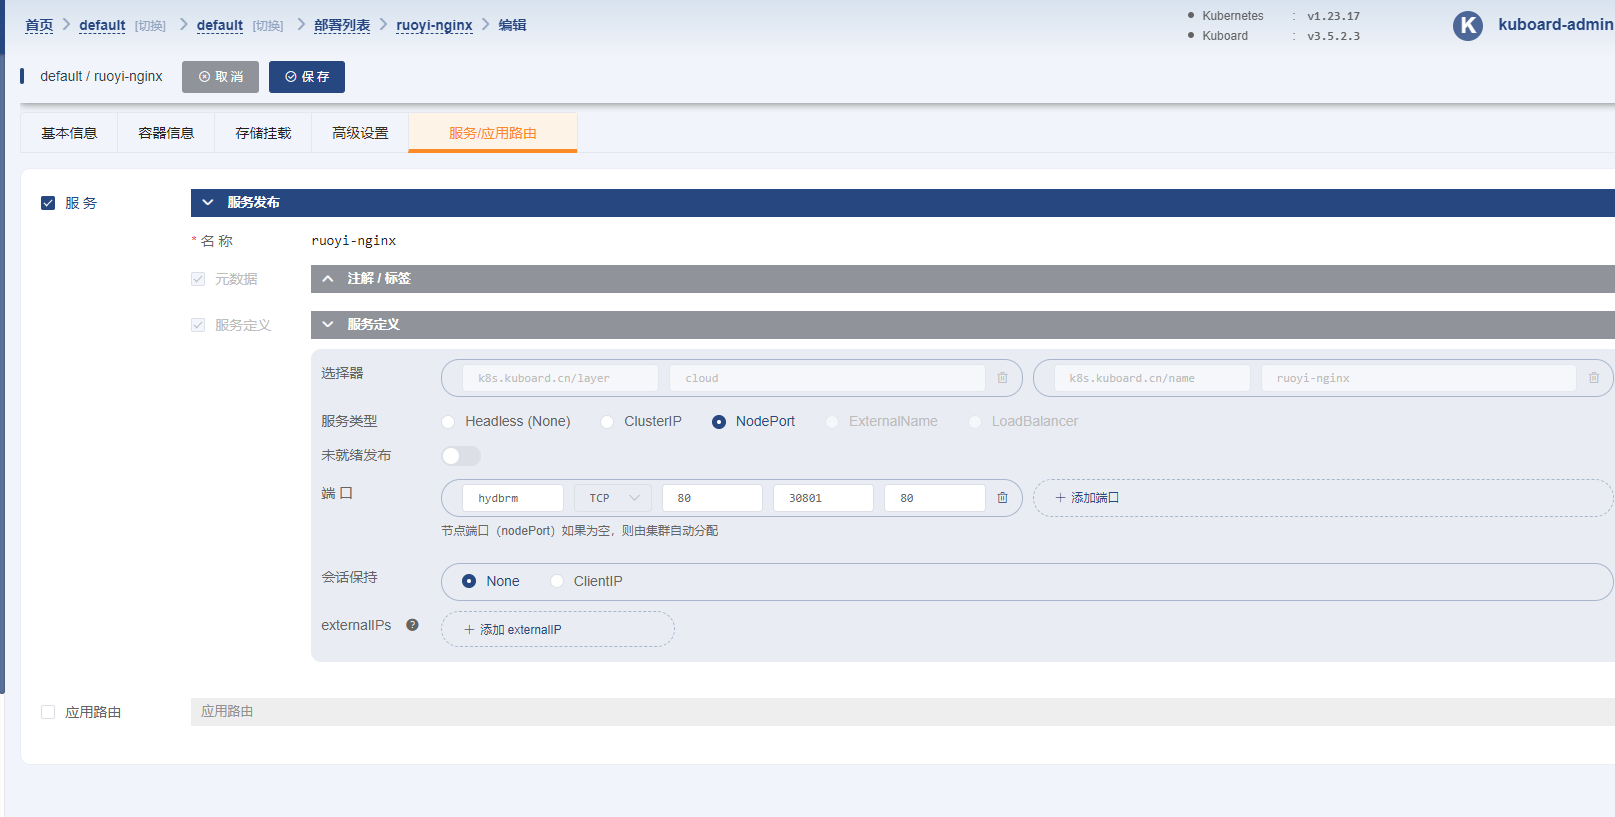 首页 default [切换] default [切换] 部署列表 ruoyi-nginx 编辑
Kubernetes : v1.23.17
Kuboard : v3.5.2.3
K kuboard-admin
default / ruoyi-nginx 取 消 保 存
基本信息 容器信息 存储挂载 高级设置 服务/应用路由
服 务 服务发布
* 名 称 ruoyi-nginx
元数据 注解 / 标签
服务定义 服务定义
选择器 k8s.kuboard.cn/layer cloud k8s.kuboard.cn/name ruoyi-nginx
服务类型 Headless (None) ClusterIP NodePort ExternalName LoadBalancer
未就绪发布
端 口 hydbrm TCP 80 30801 80 + 添加端口
节点端口（nodePort）如果为空，则由集群自动分配
会话保持 None ClientIP
externalIPs ? + 添加 externalIP
应用路由 应用路由